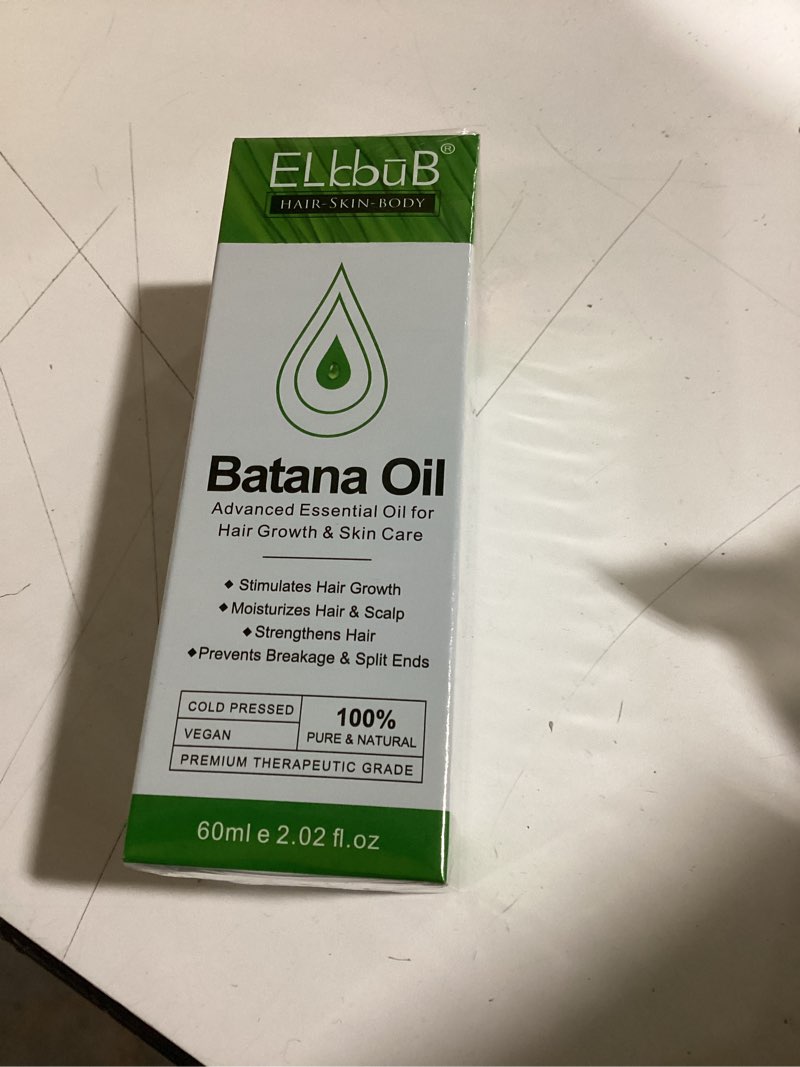 ELbbūB®
HAIR-SKIN-BODY
Batana Oil
Advanced Essential Oil for
Hair Growth & Skin Care
◆ Stimulates Hair Growth
◆ Moisturizes Hair & Scalp
◆ Strengthens Hair
◆ Prevents Breakage & Split Ends
COLD PRESSED
VEGAN
100%
PURE & NATURAL
PREMIUM THERAPEUTIC GRADE
60ml e 2.02 fl.oz